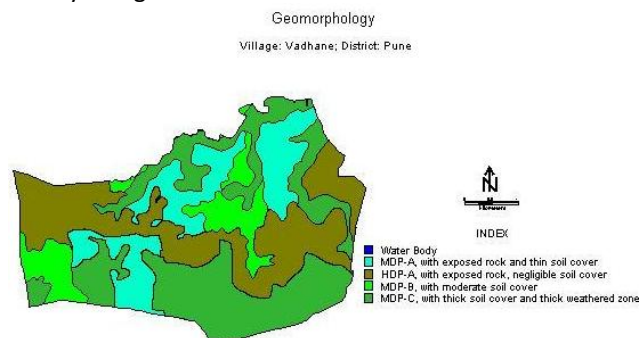 Geomorphology
Village: Vadhane; District: Pune
N
INDEX
Water Body
MDP-A, with exposed rock and thin soil cover
HDP-A, with exposed rock, negligible soil cover
MDP-B, with moderate soil cover
MDP-C, with thick soil cover and thick weathered zone